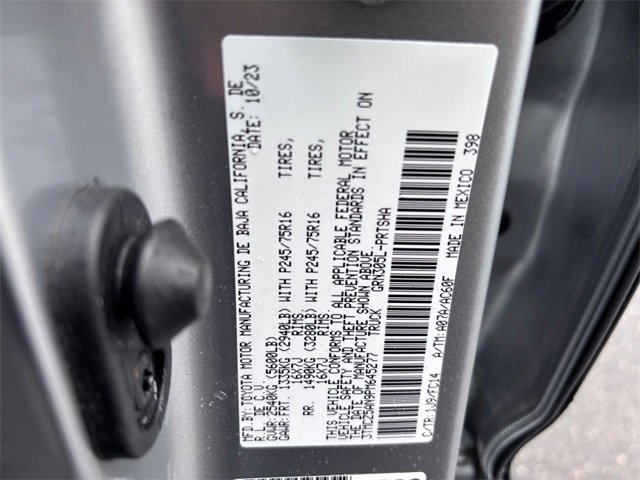 MFD.BY:TOYOTA MOTOR MANUFACTURING DE BAJA CALIFORNIA, S. DE
R.L. DE C.V. DATE: 10/23
GVWR:2540KG(5600LB)
GAWR:FRT. 1335KG (2940LB) WITH P245/75R16 TIRES,
16X7J RIMS,
RR. 1490KG (3280LB) WITH P245/75R16 TIRES,
16X7J RIMS
THIS VEHICLE CONFORMS TO ALL APPLICABLE FEDERAL MOTOR
VEHICLE SAFETY AND THEFT PREVENTION STANDARDS IN EFFECT ON
THE DATE OF MANUFACTURE SHOWN ABOVE.
3TMCZ5AN9PM645277 TRUCK GRN305L-PRTSHA
C/TR:1J9/FC14 A/TM:A07A/AC60F MADE IN MEXICO 398